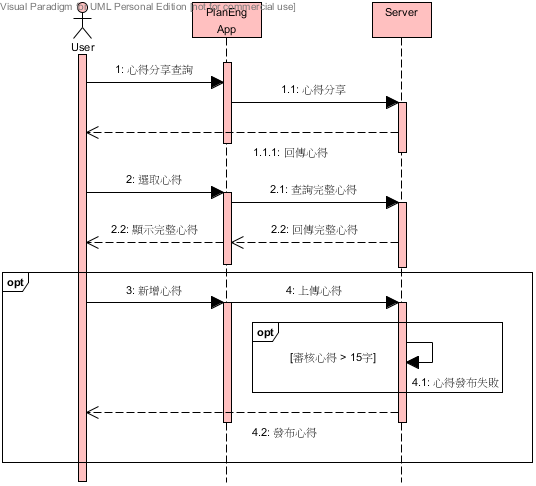 Visual Paradigm for UML Personal Edition [not for commercial use]
PlanEng
App
Server
User
1: 心得分享查詢
1.1: 心得分享
1.1.1: 回傳心得
2: 選取心得
2.1: 查詢完整心得
2.2: 顯示完整心得
2.2: 回傳完整心得
opt
3: 新增心得
4: 上傳心得
opt
[審核心得 > 15字]
4.1: 心得發布失敗
4.2: 發布心得